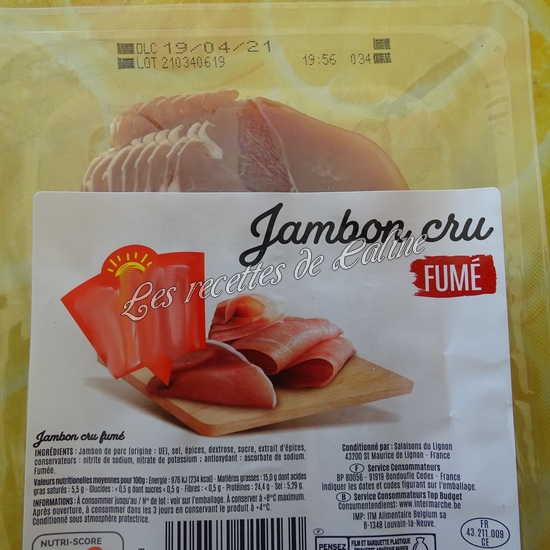 DLC 19/04/21
LOT 210340619 19:56 034
Jambon cru
FUMÉ
Les recettes de Caline
Jambon cru fumé
INGRÉDIENTS : Jambon de porc (origine : UE), sel, épices, dextrose, sucre, extrait d'épices,
conservateurs : nitrite de sodium, nitrate de potassium ; antioxydant : ascorbate de sodium.
Fumée.
Valeurs nutritionnelles moyennes pour 100g : Energie : 976 kJ (234 kcal) - Matières grasses : 15,0 g dont acides
gras saturés : 5,5 g - Glucides : < 0,5 g dont sucres < 0,5 g - Fibres : < 0,5 g - Protéines : 24,4 g - Sel : 5,29 g.
INFORMATIONS : À consommer jusqu'au / N° de lot - voir sur l'emballage. À conserver à +8°C maximum.
Après ouverture, à consommer dans les 3 jours en conservant le produit à +4°C
Conditionné sous atmosphère protectrice.
Conditionné par : Salaisons du Lignon
43200 St Maurice de Lignon - France
F Service Consommateurs
BP 80056 - 91919 Bondoufle Cedex - France
Indiquer les dates et codes figurant sur l'emballage.
B Service Consommateurs Top Budget
Consumentendienst: www.intermarche.be
IMP: ITM Alimentaire Belgium sa
B-1348 Louvain-la-Neuve.
FR
43.211.009
CE
NUTRI-SCORE
F
PENSEZ
FILM ET BARQUETTE PLASTIQUE